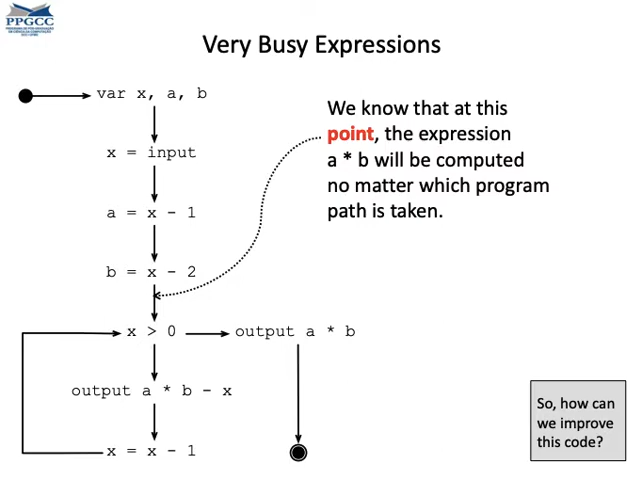 PPGCC
Very Busy Expressions
var x, a, b
x = input
a = x - 1
b = x - 2
x > 0
output a * b
output a * b - x
x = x - 1
We know that at this
point, the expression
a * b will be computed
no matter which program
path is taken.
So, how can
we improve
this code?